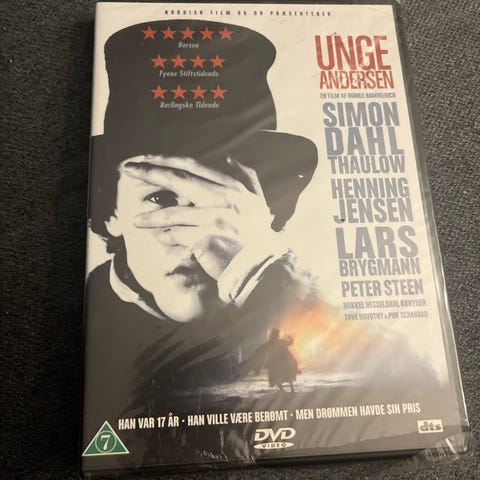 NORDISK FILM OG DR PRÆSENTERER
Børsen
Fyens Stiftstidende
Berlingske Tidende
UNGE
ANDERSEN
EN FILM AF RUMLE HAMMERICH
SIMON
DAHL
THAULOW
HENNING
JENSEN
LARS
BRYGMANN
PETER STEEN
MIKKEL HESSELDAHL KONYHER
TUVA NOVOTNY & PUK SCHARBAU
HAN VAR 17 ÅR · HAN VILLE VÆRE BERØMT · MEN DRØMMEN HAVDE SIN PRIS
7
DVD
VIDEO
dts